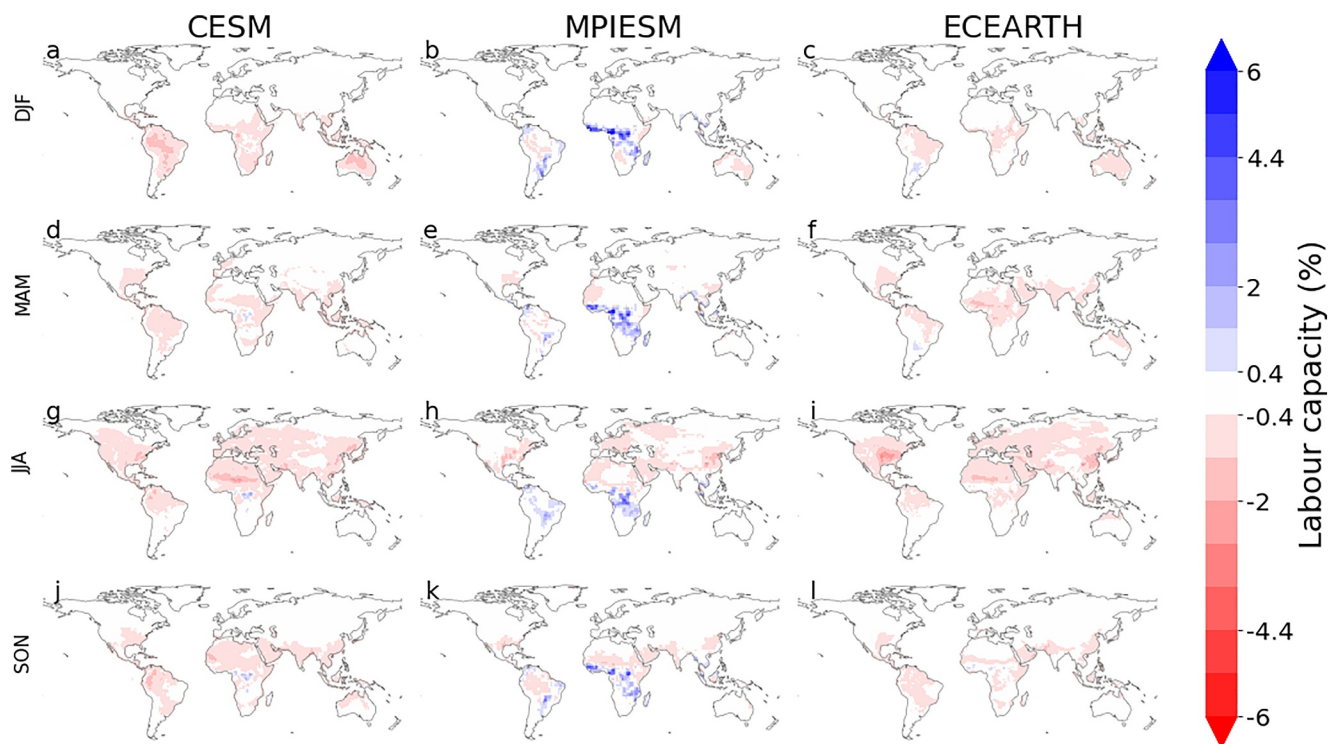 CESM MPIESM ECEARTH
a b c
DJF
d e f
MAM
g h i
JJA
j k l
SON
6
4.4
2
0.4
-0.4
-2
-4.4
-6
Labour capacity (%)